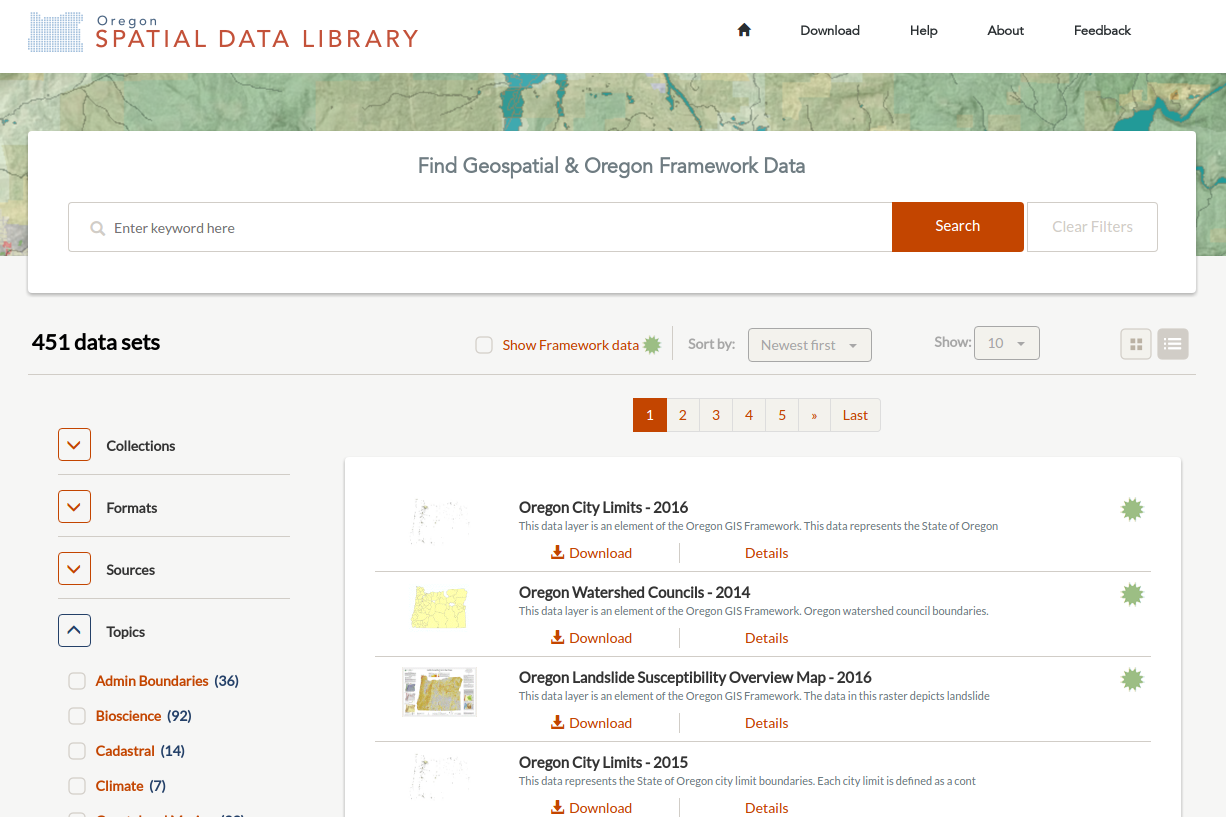 Oregon
SPATIAL DATA LIBRARY
Download Help About Feedback
Find Geospatial & Oregon Framework Data
Enter keyword here
Search
Clear Filters
451 data sets
Show Framework data
Sort by:
Newest first
Show:
10
1 2 3 4 5 » Last
Collections
Formats
Sources
Topics
Admin Boundaries (36)
Bioscience (92)
Cadastral (14)
Climate (7)
Oregon City Limits - 2016
This data layer is an element of the Oregon GIS Framework. This data represents the State of Oregon
Download Details
Oregon Watershed Councils - 2014
This data layer is an element of the Oregon GIS Framework. Oregon watershed council boundaries.
Download Details
Oregon Landslide Susceptibility Overview Map - 2016
This data layer is an element of the Oregon GIS Framework. The data in this raster depicts landslide
Download Details
Oregon City Limits - 2015
This data represents the State of Oregon city limit boundaries. Each city limit is defined as a cont
Download Details